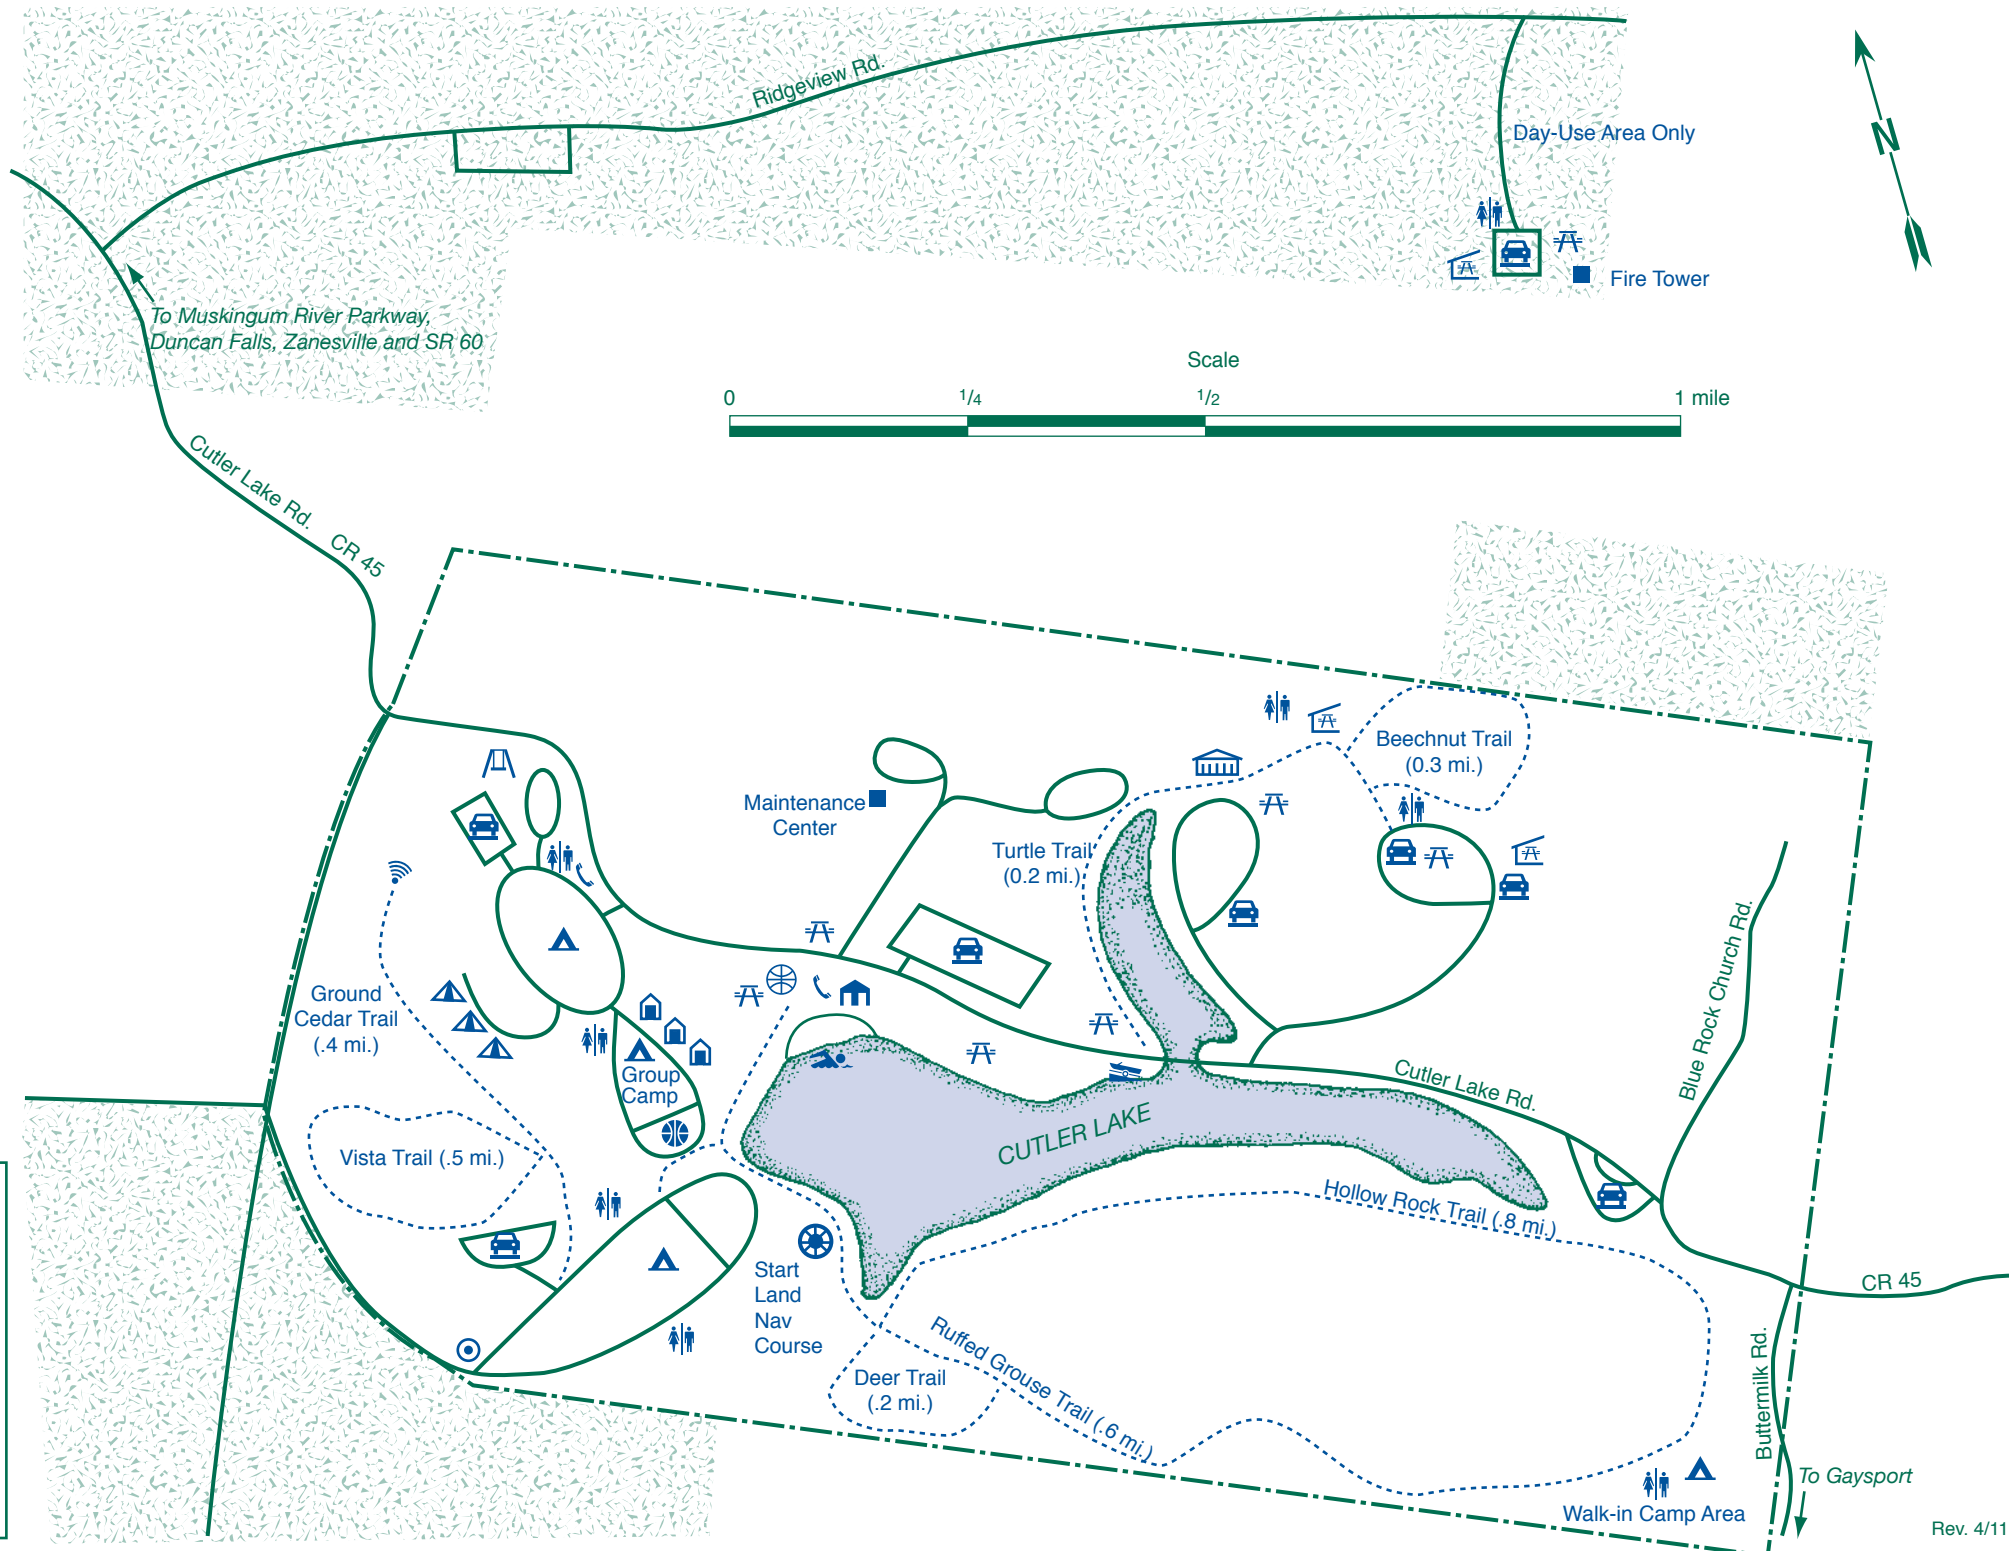 Ridgeview Rd.
Day-Use Area Only
N
Fire Tower
To Muskingum River Parkway,
Duncan Falls, Zanesville and SR 60
Scale
0 1/4 1/2 1 mile
Cutler Lake Rd.
CR 45
Beechnut Trail
(0.3 mi.)
Maintenance
Center
Turtle Trail
(0.2 mi.)
Blue Rock Church Rd.
Ground
Cedar Trail
(.4 mi.)
Group
Camp
Cutler Lake Rd.
CUTLER LAKE
Vista Trail (.5 mi.)
Hollow Rock Trail (.8 mi.)
Start
Land
Nav
Course
CR 45
Ruffed Grouse Trail (.6 mi.)
Deer Trail
(.2 mi.)
Buttermilk Rd.
To Gaysport
Walk-in Camp Area
Rev. 4/11